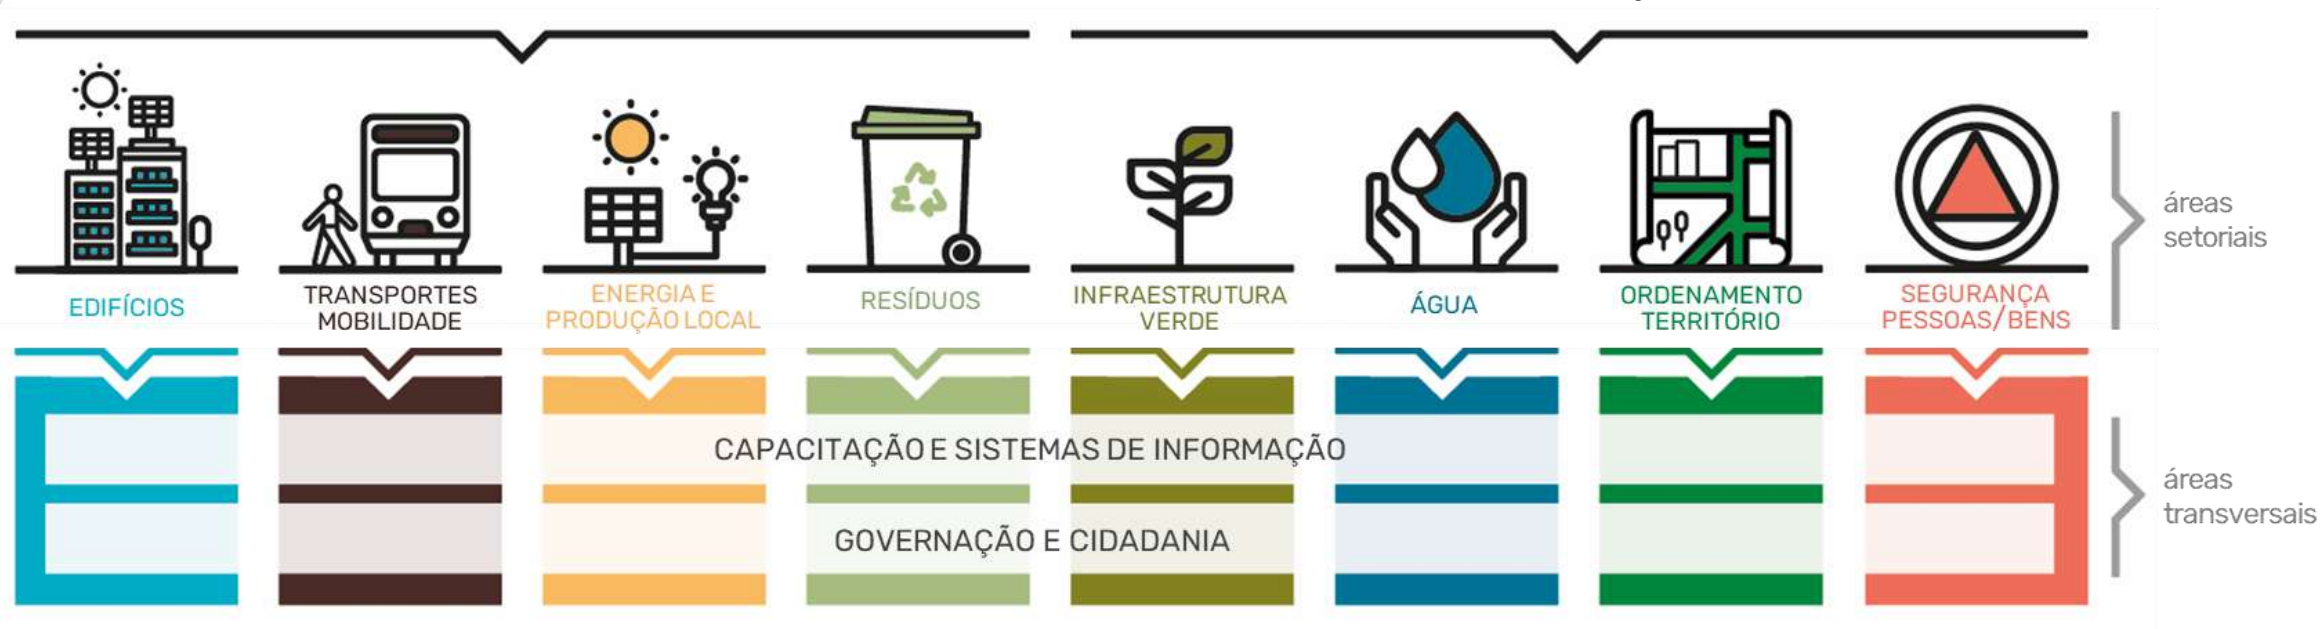 EDIFÍCIOS
TRANSPORTES
MOBILIDADE
ENERGIA E
PRODUÇÃO LOCAL
RESÍDUOS
INFRAESTRUTURA
VERDE
ÁGUA
ORDENAMENTO
TERRITÓRIO
SEGURANÇA
PESSOAS/BENS
áreas
setoriais
CAPACITAÇÃO E SISTEMAS DE INFORMAÇÃO
GOVERNAÇÃO E CIDADANIA
áreas
transversais